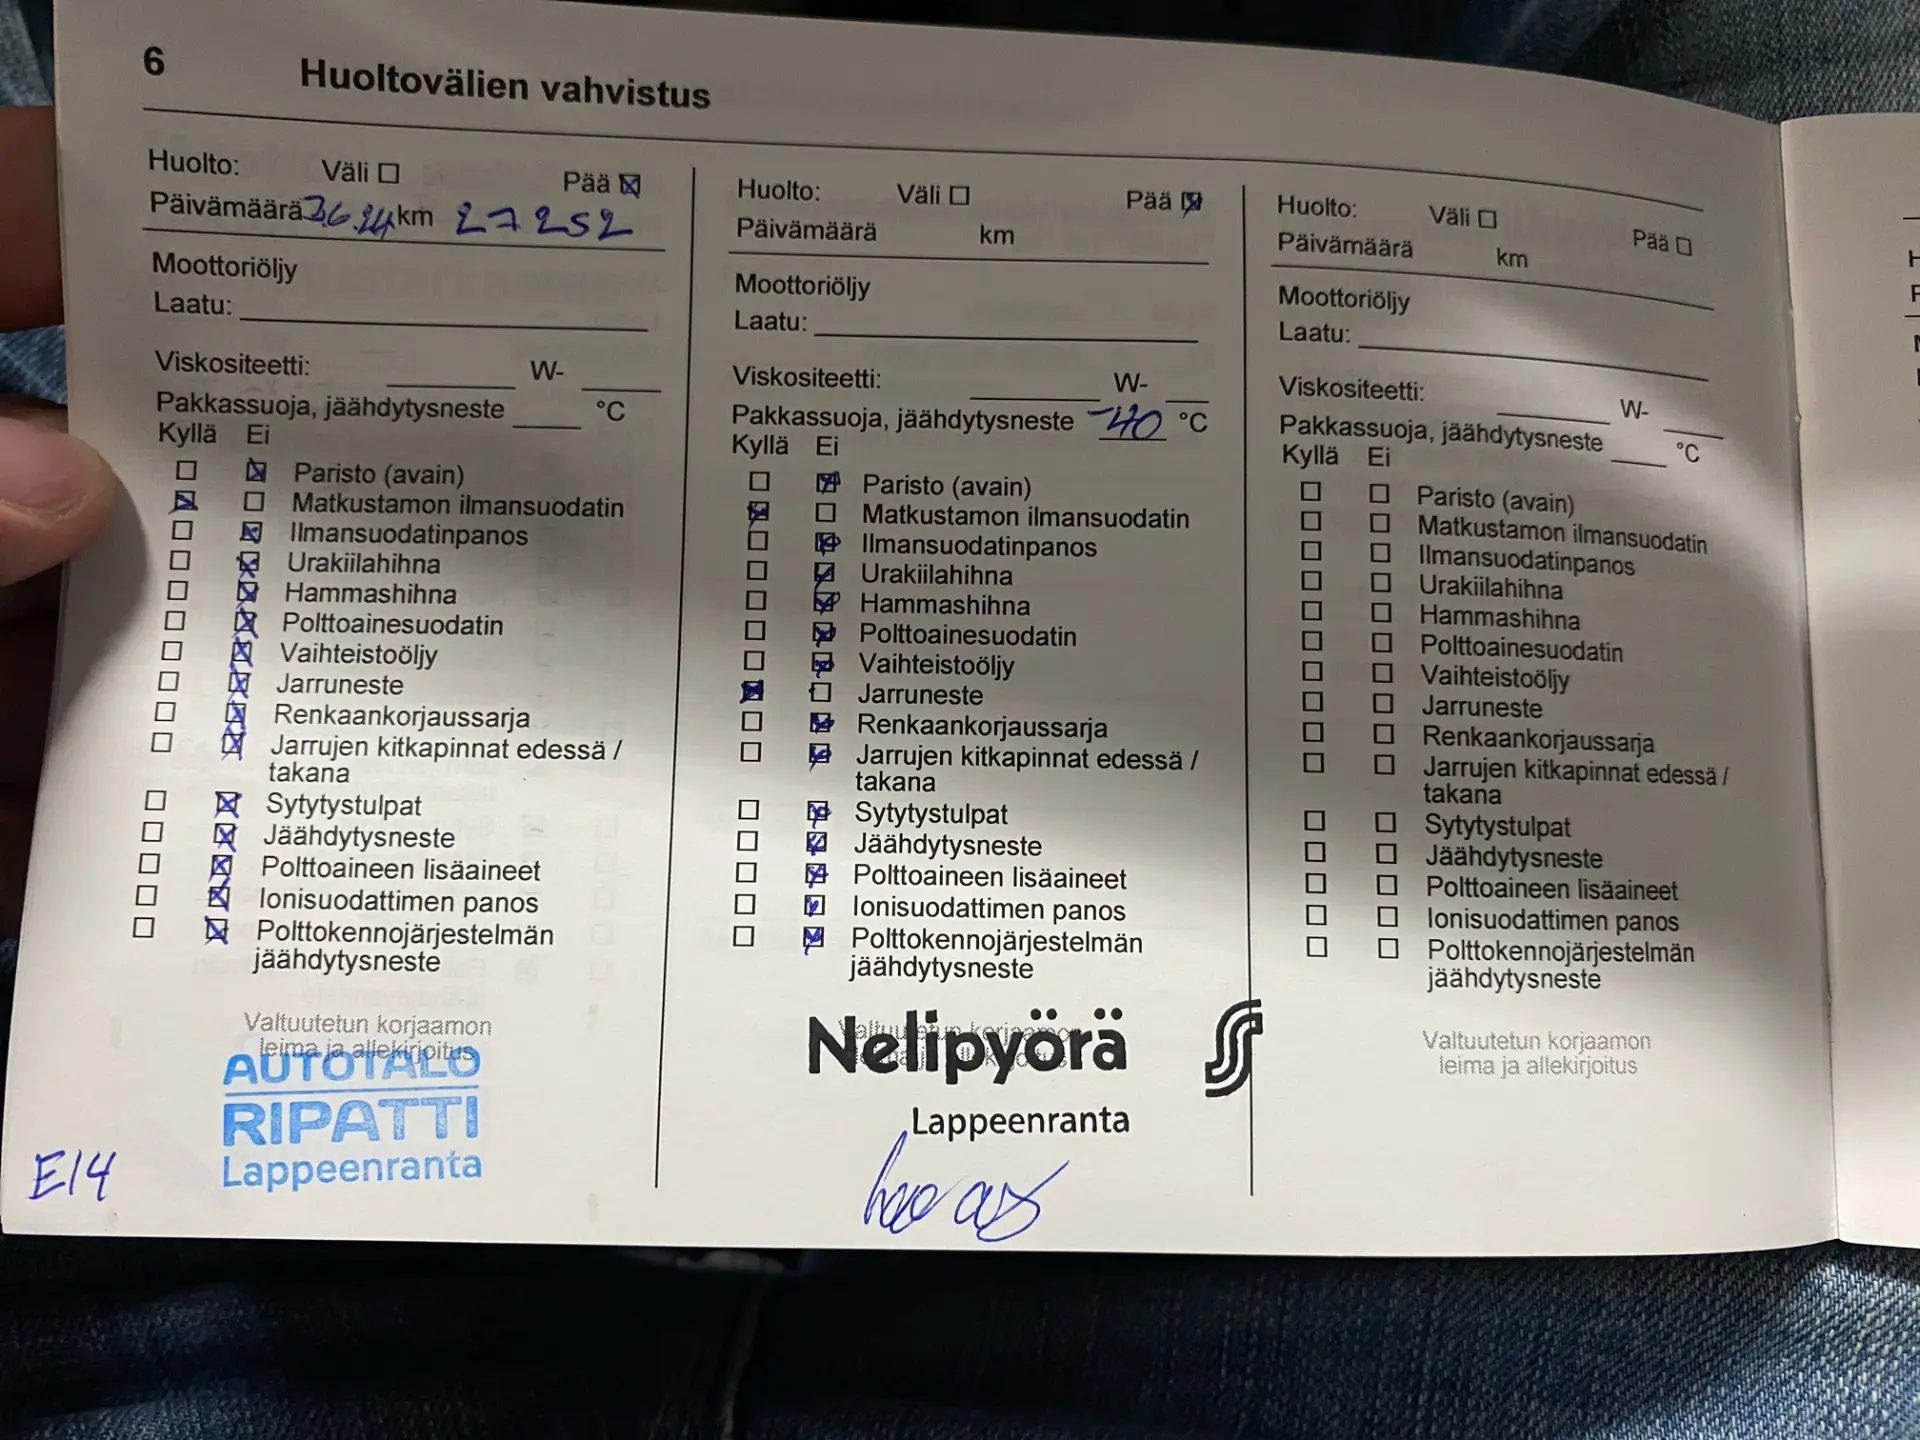 6 Huoltovälien vahvistus
Huolto: Väli Pää
Päivämäärä 3.6.24 km 27252
Moottoriöljy
Laatu:
Viskositeetti: W-
Pakkassuoja, jäähdytysneste °C
Kyllä Ei
Paristo (avain)
Matkustamon ilmansuodatin
Ilmansuodatinpanos
Urakiilahihna
Hammashihna
Polttoainesuodatin
Vaihteistoöljy
Jarruneste
Renkaankorjaussarja
Jarrujen kitkapinnat edessä /
takana
Sytytystulpat
Jäähdytysneste
Polttoaineen lisäaineet
Ionisuodattimen panos
Polttokennojärjestelmän
jäähdytysneste
Valtuutetun korjaamon
leima ja allekirjoitus
AUTOTALO
RIPATTI
Lappeenranta
E14
Huolto: Väli Pää
Päivämäärä km
Moottoriöljy
Laatu:
Viskositeetti: W-
Pakkassuoja, jäähdytysneste -40 °C
Kyllä Ei
Paristo (avain)
Matkustamon ilmansuodatin
Ilmansuodatinpanos
Urakiilahihna
Hammashihna
Polttoainesuodatin
Vaihteistoöljy
Jarruneste
Renkaankorjaussarja
Jarrujen kitkapinnat edessä /
takana
Sytytystulpat
Jäähdytysneste
Polttoaineen lisäaineet
Ionisuodattimen panos
Polttokennojärjestelmän
jäähdytysneste
Valtuutetun korjaamon
Nelipyörä
Lappeenranta
Huolto: Väli Pää
Päivämäärä km
Moottoriöljy
Laatu:
Viskositeetti: W-
Pakkassuoja, jäähdytysneste °C
Kyllä Ei
Paristo (avain)
Matkustamon ilmansuodatin
Ilmansuodatinpanos
Urakiilahihna
Hammashihna
Polttoainesuodatin
Vaihteistoöljy
Jarruneste
Renkaankorjaussarja
Jarrujen kitkapinnat edessä /
takana
Sytytystulpat
Jäähdytysneste
Polttoaineen lisäaineet
Ionisuodattimen panos
Polttokennojärjestelmän
jäähdytysneste
Valtuutetun korjaamon
leima ja allekirjoitus